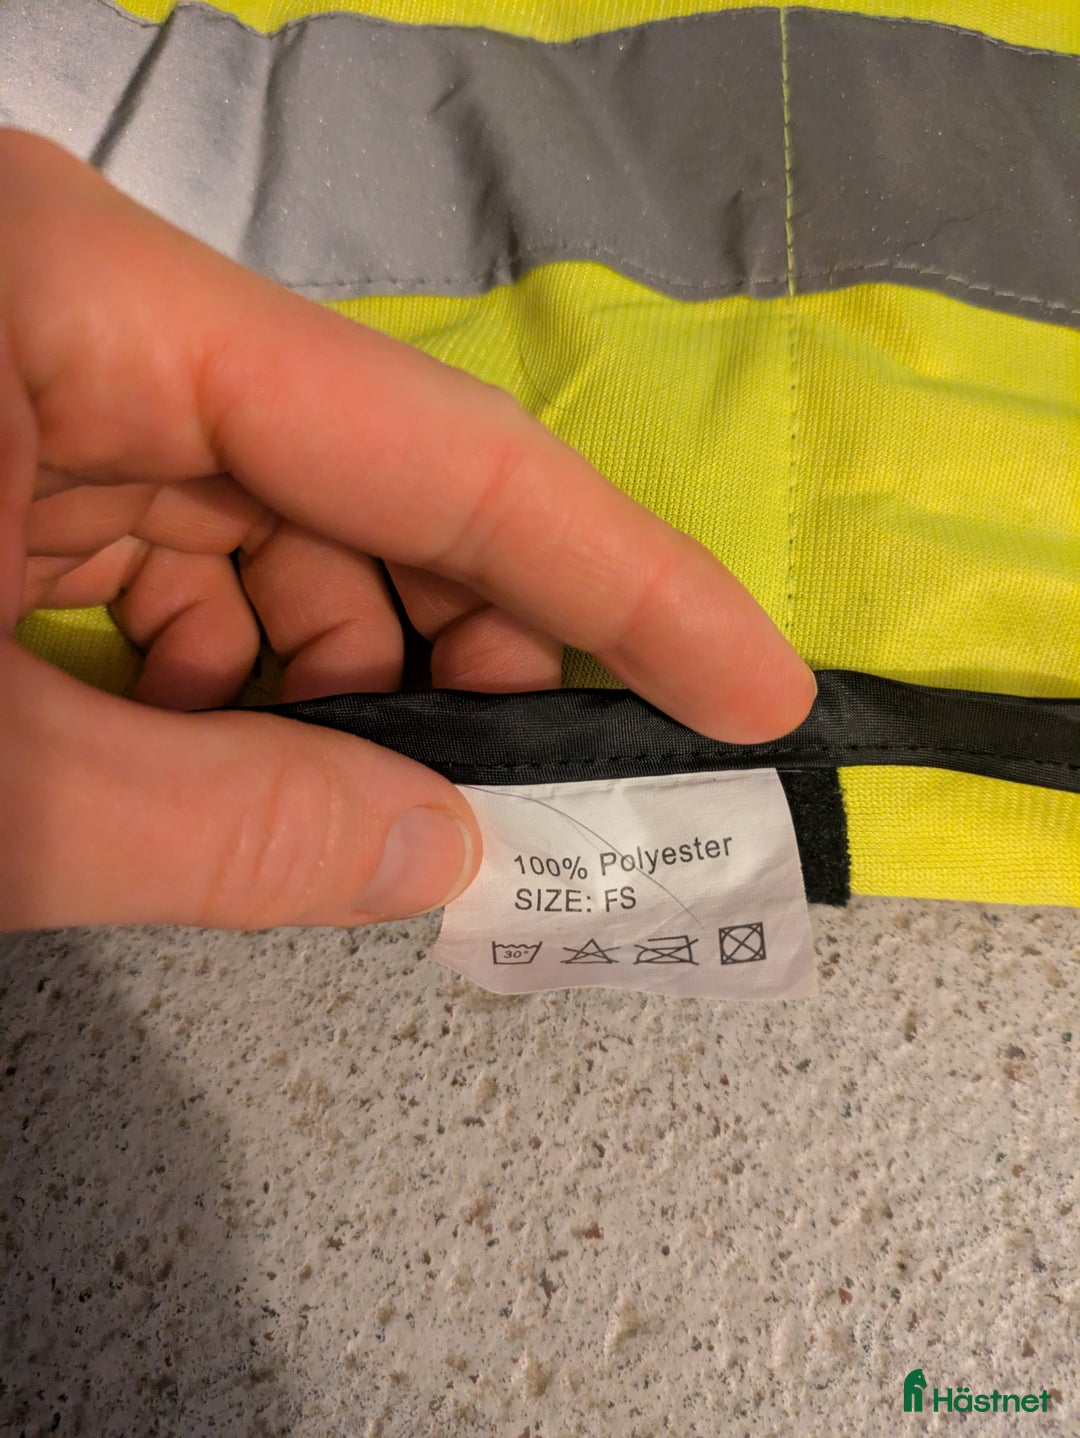 100% Polyester
SIZE: FS
30°
Hästnet